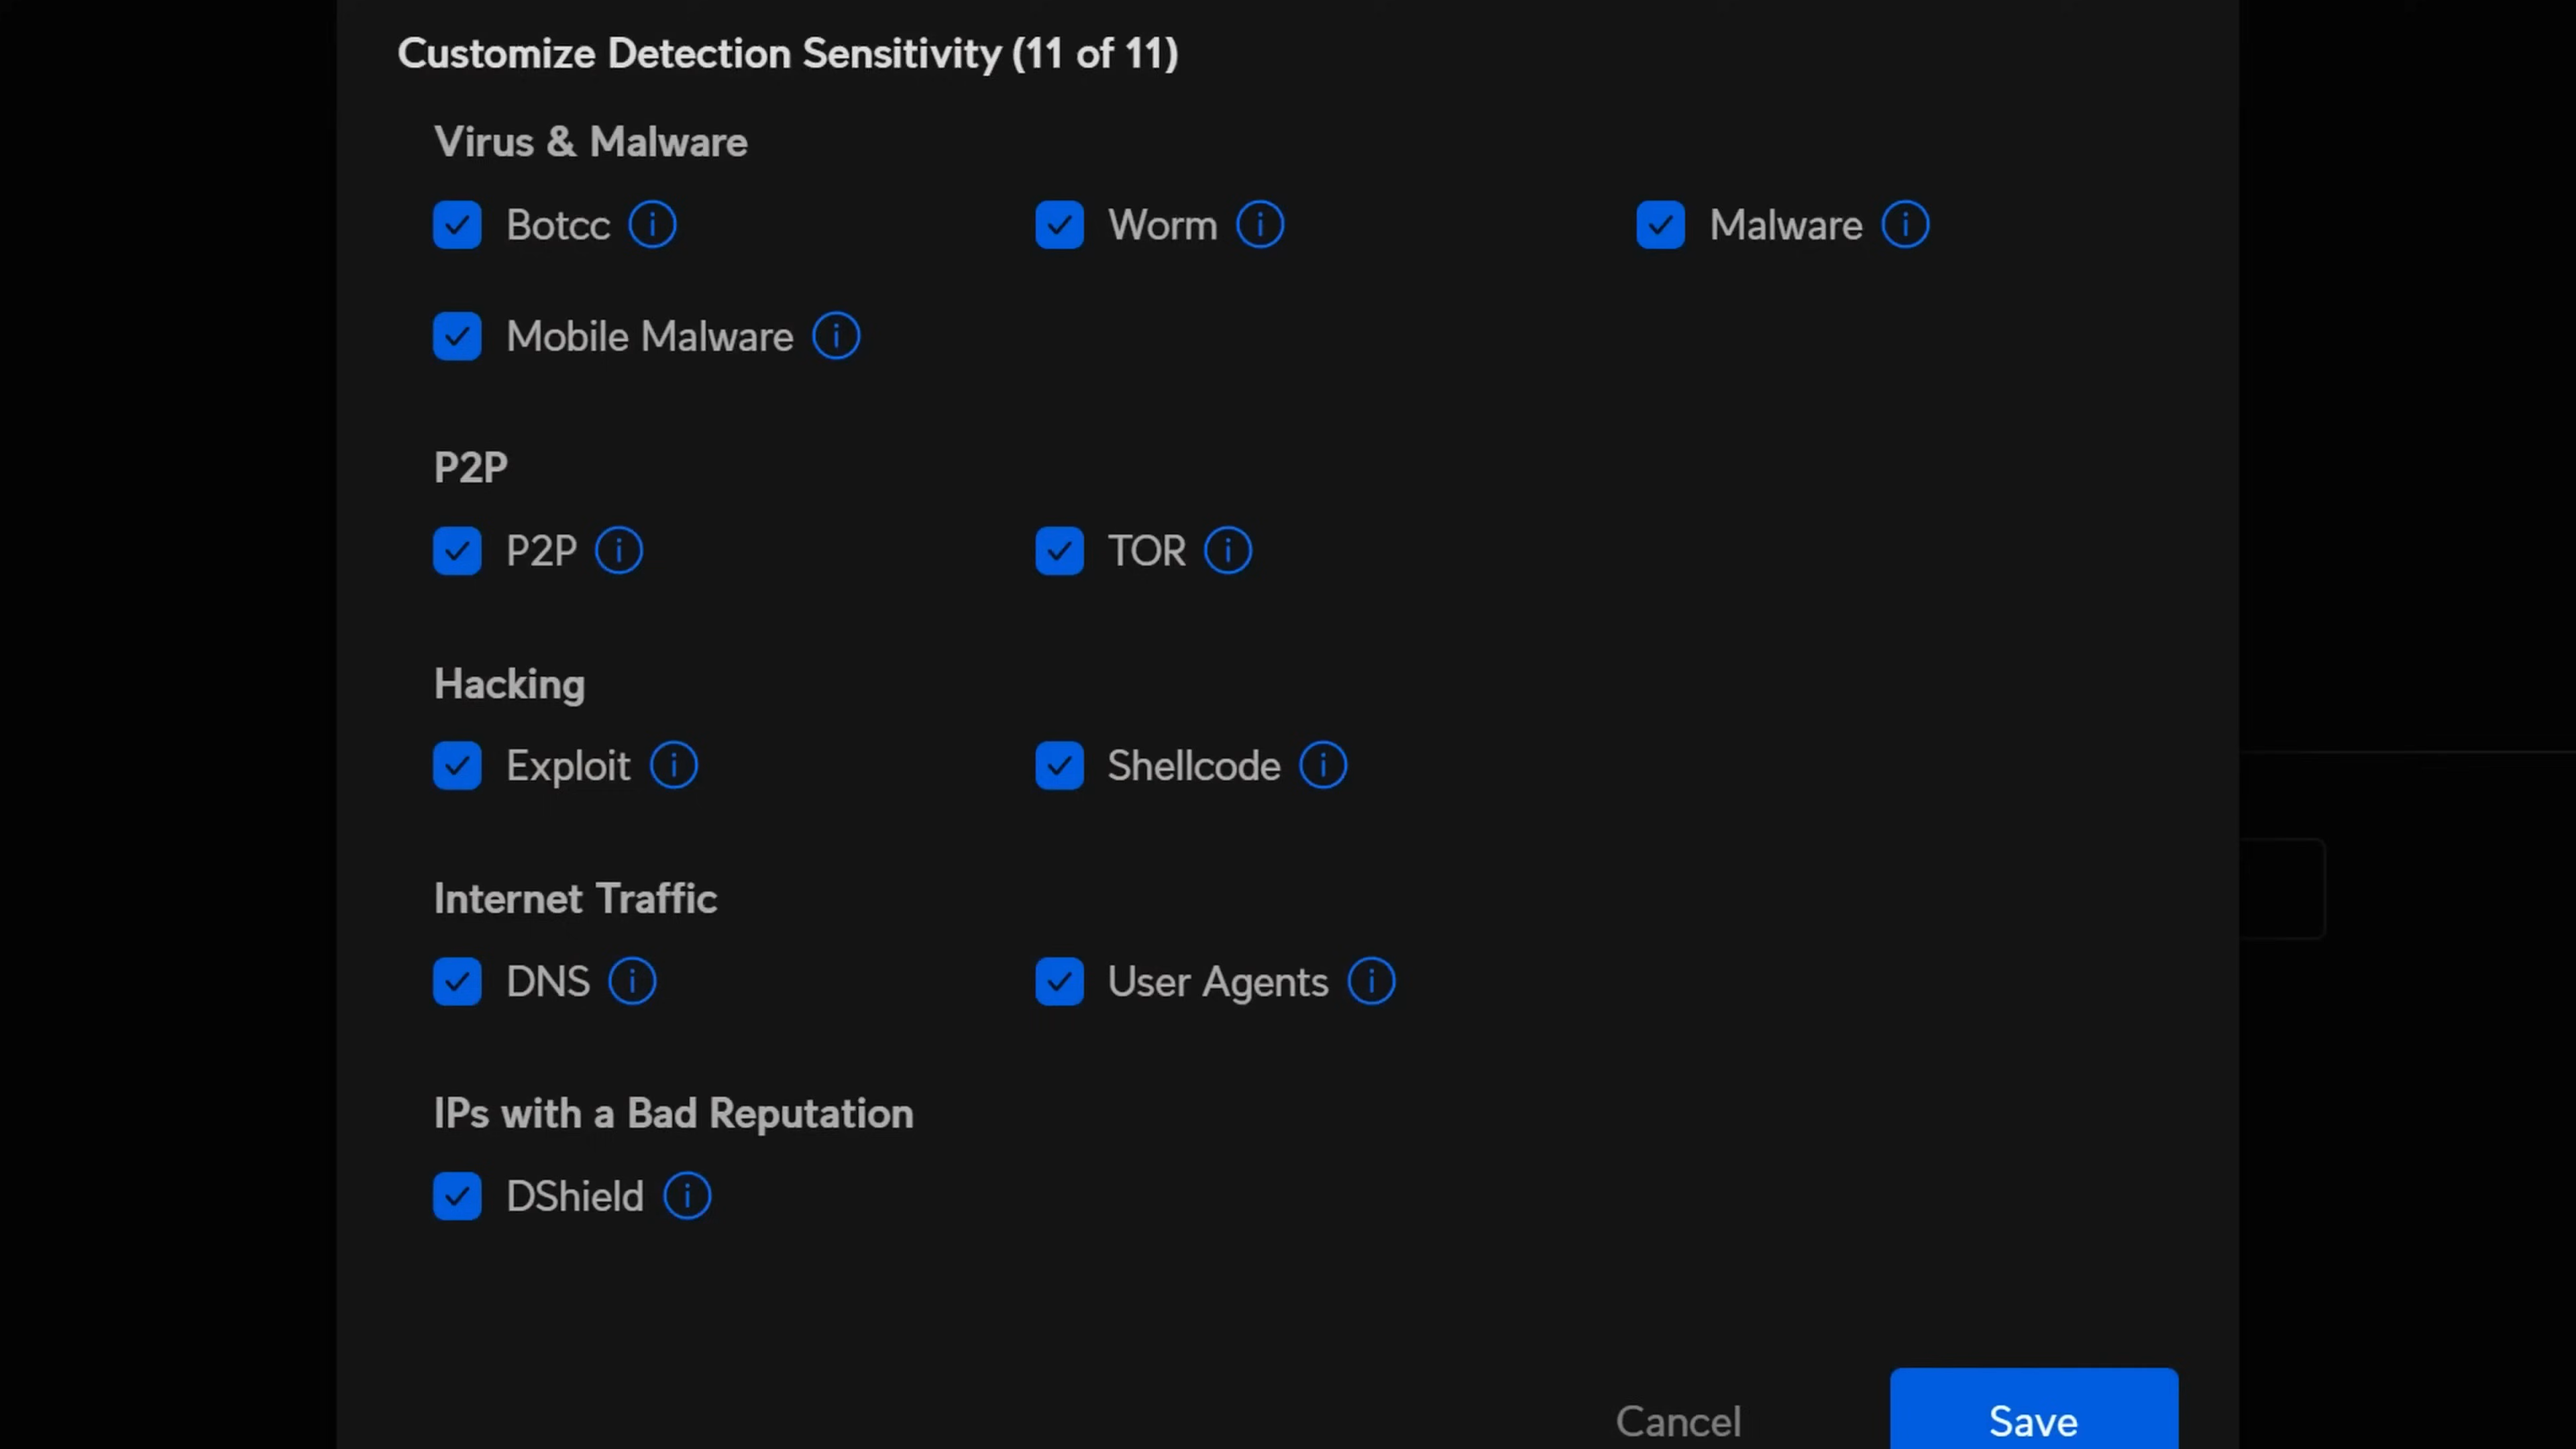 Customize Detection Sensitivity (11 of 11)
Virus & Malware
Botcc
Worm
Malware
Mobile Malware
P2P
P2P
TOR
Hacking
Exploit
Shellcode
Internet Traffic
DNS
User Agents
IPs with a Bad Reputation
DShield
Cancel
Save